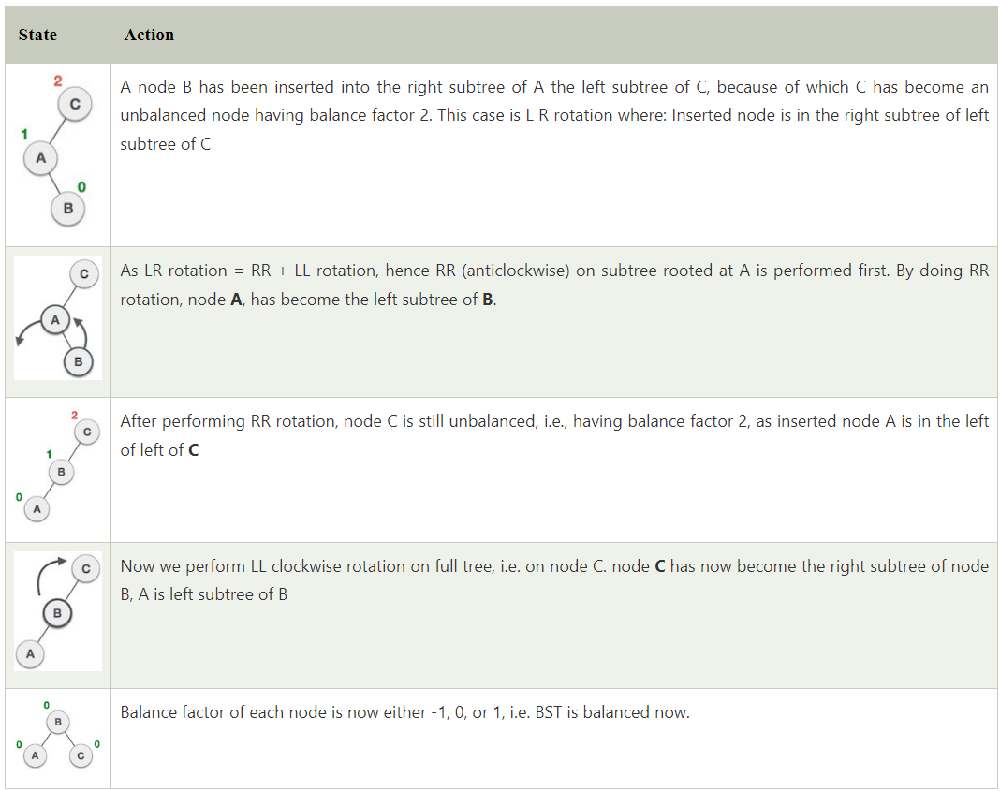 State Action
2
C
1
A
0
B
A node B has been inserted into the right subtree of A the left subtree of C, because of which C has become an
unbalanced node having balance factor 2. This case is L R rotation where: Inserted node is in the right subtree of left
subtree of C
C
A
B
As LR rotation = RR + LL rotation, hence RR (anticlockwise) on subtree rooted at A is performed first. By doing RR
rotation, node A, has become the left subtree of B.
2
C
1
B
0
A
After performing RR rotation, node C is still unbalanced, i.e., having balance factor 2, as inserted node A is in the left
of left of C
C
B
A
Now we perform LL clockwise rotation on full tree, i.e. on node C. node C has now become the right subtree of node
B, A is left subtree of B
0
B
0 0
A C
Balance factor of each node is now either -1, 0, or 1, i.e. BST is balanced now.